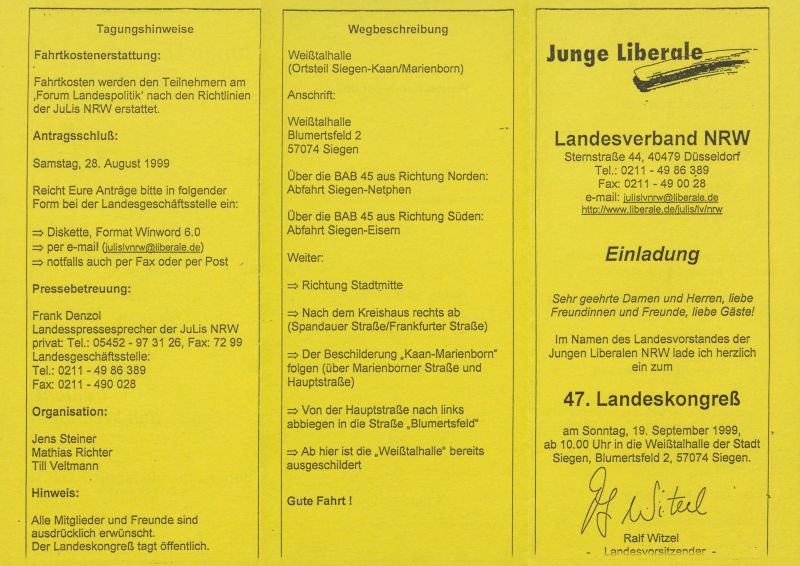 Tagungshinweise
Fahrtkostenerstattung:
Fahrtkosten werden den Teilnehmern am
‚Forum Landespolitik' nach den Richtlinien
der JuLis NRW erstattet.
Antragsschluß:
Samstag, 28. August 1999
Reicht Eure Anträge bitte in folgender
Form bei der Landesgeschäftsstelle ein:
⇒ Diskette, Format Winword 6.0
⇒ per e-mail (julislvnrw@liberale.de)
⇒ notfalls auch per Fax oder per Post
Pressebetreuung:
Frank Denzol
Landesspressesprecher der JuLis NRW
privat: Tel.: 05452 - 97 31 26, Fax: 72 99
Landesgeschäftsstelle:
Tel.: 0211 - 49 86 389
Fax: 0211 - 490 028
Organisation:
Jens Steiner
Mathias Richter
Till Veltmann
Hinweis:
Alle Mitglieder und Freunde sind
ausdrücklich erwünscht.
Der Landeskongreß tagt öffentlich.
Wegbeschreibung
Weißtalhalle
(Ortsteil Siegen-Kaan/Marienborn)
Anschrift:
Weißtalhalle
Blumertsfeld 2
57074 Siegen
Über die BAB 45 aus Richtung Norden:
Abfahrt Siegen-Netphen
Über die BAB 45 aus Richtung Süden:
Abfahrt Siegen-Eisern
Weiter:
⇒ Richtung Stadtmitte
⇒ Nach dem Kreishaus rechts ab
(Spandauer Straße/Frankfurter Straße)
⇒ Der Beschilderung „Kaan-Marienborn"
folgen (über Marienborner Straße und
Hauptstraße)
⇒ Von der Hauptstraße nach links
abbiegen in die Straße „Blumertsfeld"
⇒ Ab hier ist die „Weißtalhalle" bereits
ausgeschildert
Gute Fahrt !
Junge Liberale
Landesverband NRW
Sternstraße 44, 40479 Düsseldorf
Tel.: 0211 - 49 86 389
Fax: 0211 - 49 00 28
e-mail: julislvnrw@liberale.de
http://www.liberale.de/julis/lv/nrw
Einladung
Sehr geehrte Damen und Herren, liebe
Freundinnen und Freunde, liebe Gäste!
Im Namen des Landesvorstandes der
Jungen Liberalen NRW lade ich herzlich
ein zum
47. Landeskongreß
am Sonntag, 19. September 1999,
ab 10.00 Uhr in die Weißtalhalle der Stadt
Siegen, Blumertsfeld 2, 57074 Siegen.
Ralf Witzel
- Landesvorsitzender -